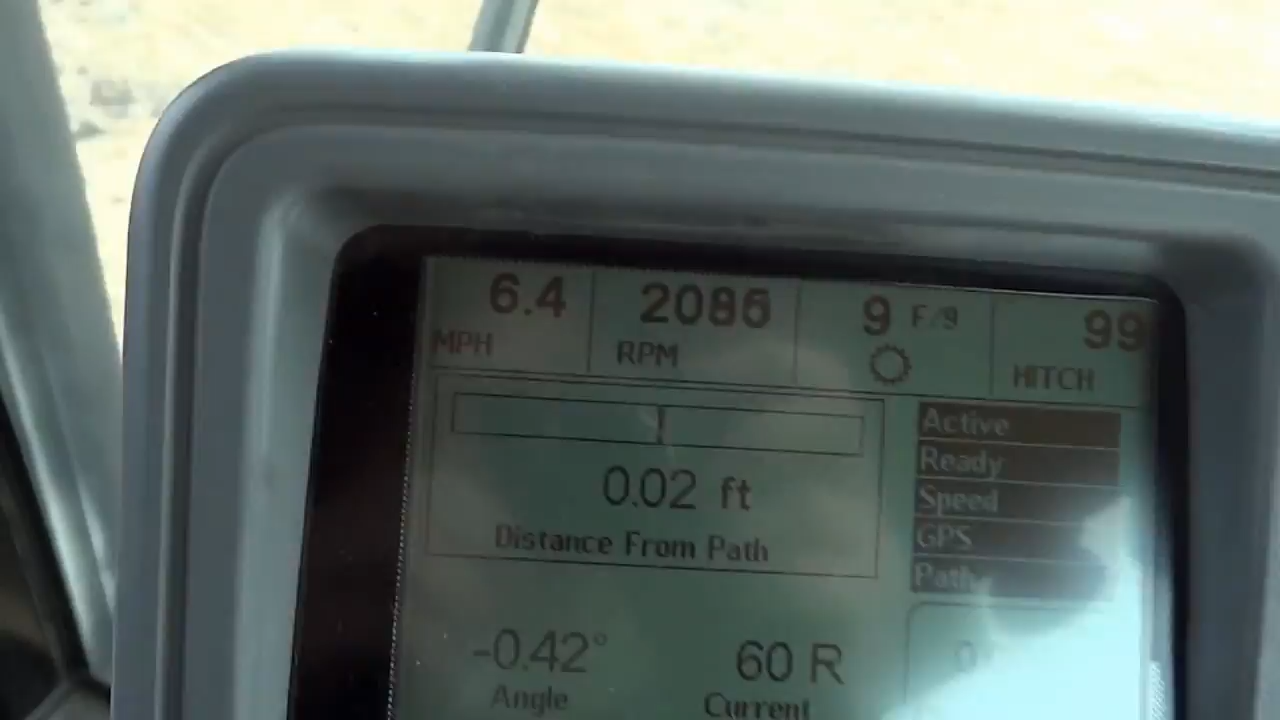 6.4 2086 9 F/9 99
MPH RPM HITCH
Active
Ready
Speed
GPS
Path
0.02 ft
Distance From Path
-0.42° 60 R 0
Angle Current